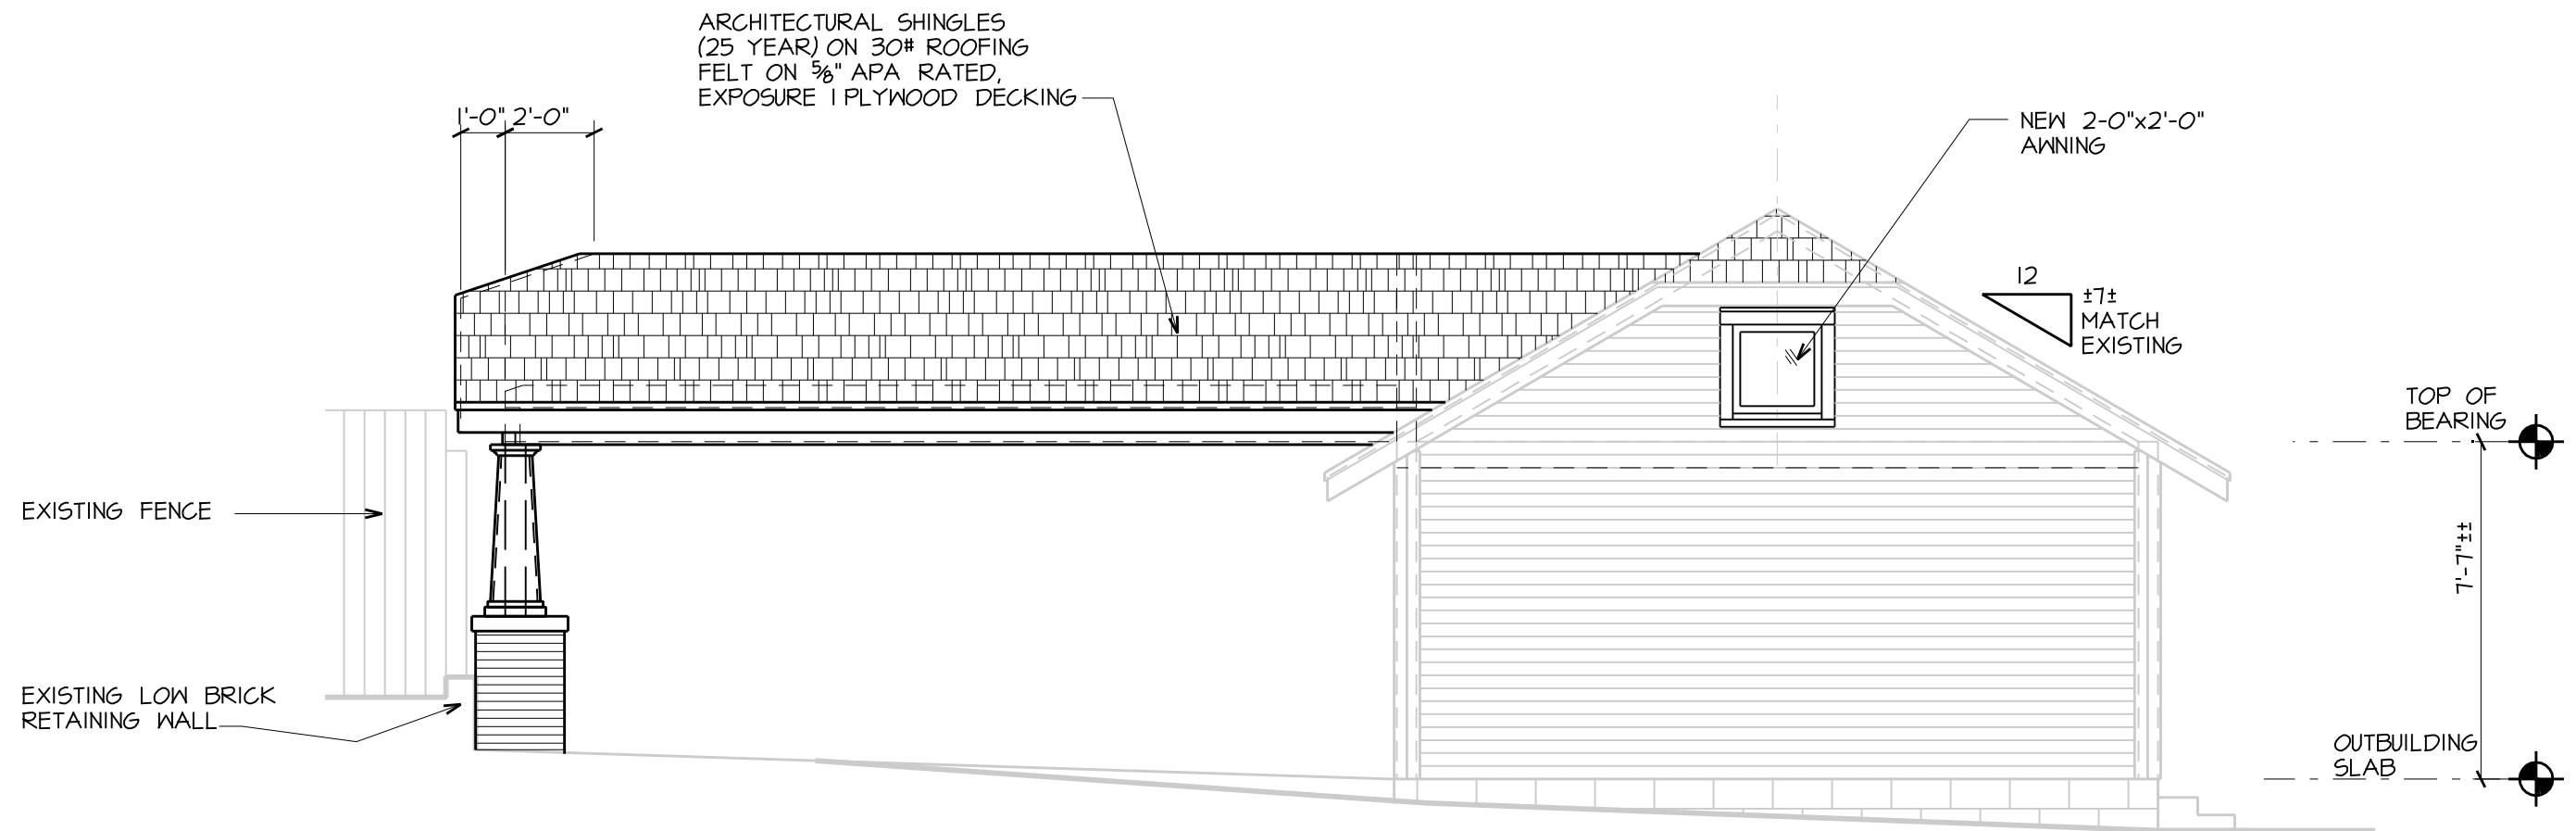 ARCHITECTURAL SHINGLES
(25 YEAR) ON 30# ROOFING
FELT ON 5/8" APA RATED,
EXPOSURE 1 PLYWOOD DECKING
1'-0" 2'-0"
NEW 2-0"x2'-0"
AWNING
12
±7±
MATCH
EXISTING
TOP OF
BEARING
EXISTING FENCE
7'-7"±±
EXISTING LOW BRICK
RETAINING WALL
OUTBUILDING
SLAB